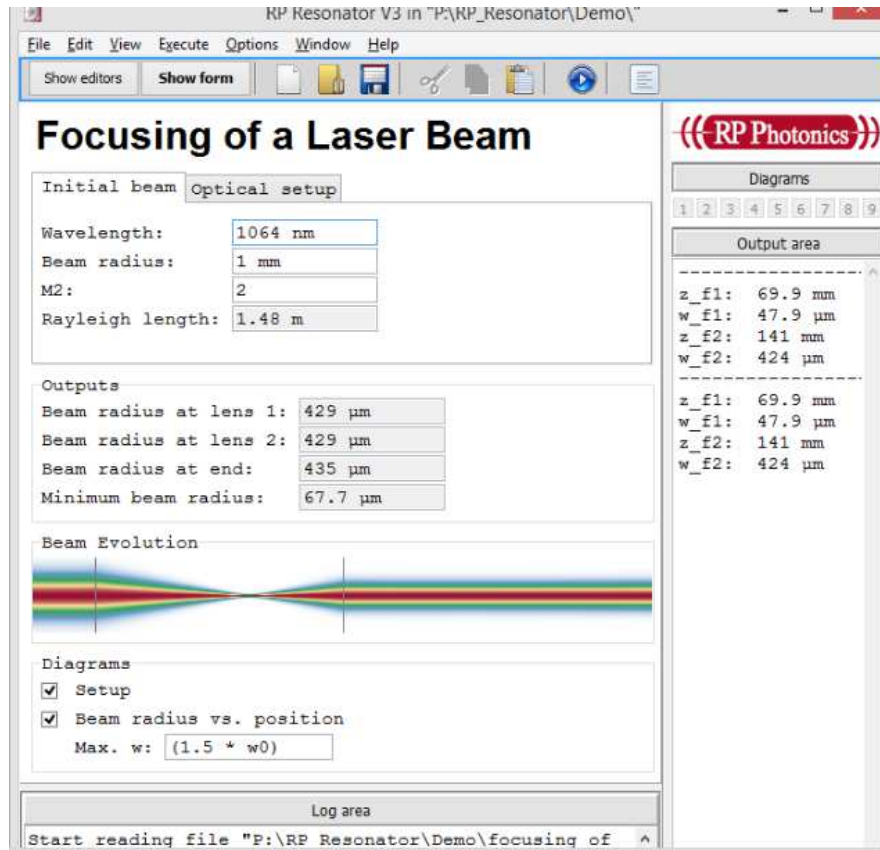 RP Resonator V3 in "P:\RP_Resonator\Demo\"
File Edit View Execute Options Window Help
Show editors Show form
Focusing of a Laser Beam
Initial beam Optical setup
Wavelength: 1064 nm
Beam radius: 1 mm
M2: 2
Rayleigh length: 1.48 m
Outputs
Beam radius at lens 1: 429 µm
Beam radius at lens 2: 429 µm
Beam radius at end: 435 µm
Minimum beam radius: 67.7 µm
Beam Evolution
Diagrams
Setup
Beam radius vs. position
Max. w: (1.5 * w0)
Log area
Start reading file "P:\RP_Resonator\Demo\focusing of
RP Photonics
Diagrams
1 2 3 4 5 6 7 8 9
Output area
--------------------
z_f1: 69.9 mm
w_f1: 47.9 µm
z_f2: 141 mm
w_f2: 424 µm
--------------------
z_f1: 69.9 mm
w_f1: 47.9 µm
z_f2: 141 mm
w_f2: 424 µm